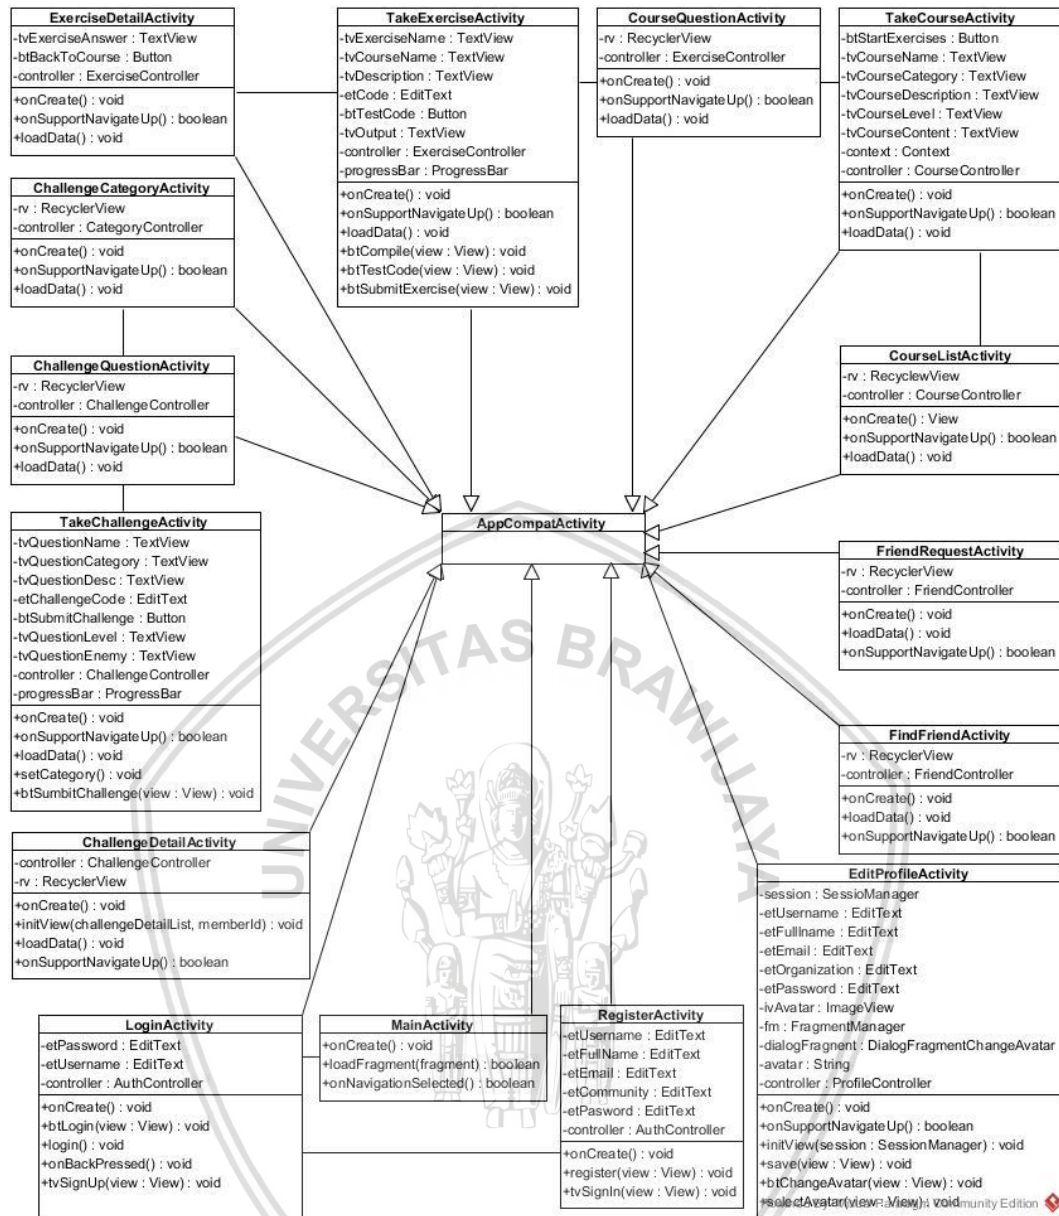 ExerciseDetailActivity
-tvExerciseAnswer : TextView
-btBackToCourse : Button
-controller : ExerciseController
+onCreate() : void
+onSupportNavigateUp() : boolean
+loadData() : void
TakeExerciseActivity
-tvExerciseName : TextView
-tvCourseName : TextView
-tvDescription : TextView
-etCode : EditText
-btTestCode : Button
-tvOutput : TextView
-controller : ExerciseController
-progressBar : ProgressBar
+onCreate() : void
+onSupportNavigateUp() : boolean
+loadData() : void
+btCompile(view : View) : void
+btTestCode(view : View) : void
+btSubmitExercise(view : View) : void
CourseQuestionActivity
-rv : RecyclerView
-controller : ExerciseController
+onCreate() : void
+onSupportNavigateUp() : boolean
+loadData() : void
TakeCourseActivity
-btStartExercises : Button
-tvCourseName : TextView
-tvCourseCategory : TextView
-tvCourseDescription : TextView
-tvCourseLevel : TextView
-tvCourseContent : TextView
-context : Context
-controller : CourseController
+onCreate() : void
+onSupportNavigateUp() : boolean
+loadData() : void
ChallengeCategoryActivity
-rv : RecyclerView
-controller : CategoryController
+onCreate() : void
+onSupportNavigateUp() : boolean
+loadData() : void
ChallengeQuestionActivity
-rv : RecyclerView
-controller : ChallengeController
+onCreate() : void
+onSupportNavigateUp() : boolean
+loadData() : void
CourseListActivity
-rv : RecyclewView
-controller : CourseController
+onCreate() : View
+onSupportNavigateUp() : boolean
+loadData() : void
AppCompatActivity
TakeChallengeActivity
-tvQuestionName : TextView
-tvQuestionCategory : TextView
-tvQuestionDesc : TextView
-etChallengeCode : EditText
-btSubmitChallenge : Button
-tvQuestionLevel : TextView
-tvQuestionEnemy : TextView
-controller : ChallengeController
-progressBar : ProgressBar
+onCreate() : void
+onSupportNavigateUp() : boolean
+loadData() : void
+setCategory() : void
+btSumbitChallenge(view : View) : void
FriendRequestActivity
-rv : RecyclerView
-controller : FriendController
+onCreate() : void
+loadData() : void
+onSupportNavigateUp() : boolean
UNIVERSITAS BRAWIJAYA
FindFriendActivity
-rv : RecyclerView
-controller : FriendController
+onCreate() : void
+loadData() : void
+onSupportNavigateUp() : boolean
ChallengeDetailActivity
-controller : ChallengeController
-rv : RecyclerView
+onCreate() : void
+initView(challengeDetailList, memberId) : void
+loadData() : void
+onSupportNavigateUp() : boolean
EditProfileActivity
-session : SessioManager
-etUsername : EditText
-etFullname : EditText
-etEmail : EditText
-etOrganization : EditText
-etPassword : EditText
-ivAvatar : ImageView
-fm : FragmentManager
-dialogFragnent : DialogFragmentChangeAvatar
-avatar : String
-controller : ProfileController
+onCreate() : void
+onSupportNavigateUp() : boolean
+initView(session : SessionManager) : void
+save(view : View) : void
+btChangeAvatar(view : View) : void
+selectAvatar(view : View) : void
LoginActivity
-etPassword : EditText
-etUsername : EditText
-controller : AuthController
+onCreate() : void
+btLogin(view : View) : void
+login() : void
+onBackPressed() : void
+tvSignUp(view : View) : void
MainActivity
+onCreate() : void
+loadFragment(fragment) : boolean
+onNavigationSelected() : boolean
RegisterActivity
-etUsername : EditText
-etFullName : EditText
-etEmail : EditText
-etCommunity : EditText
-etPasword : EditText
-controller : AuthController
+onCreate() : void
+register(view : View) : void
+tvSignIn(view : View) : void
Community Edition